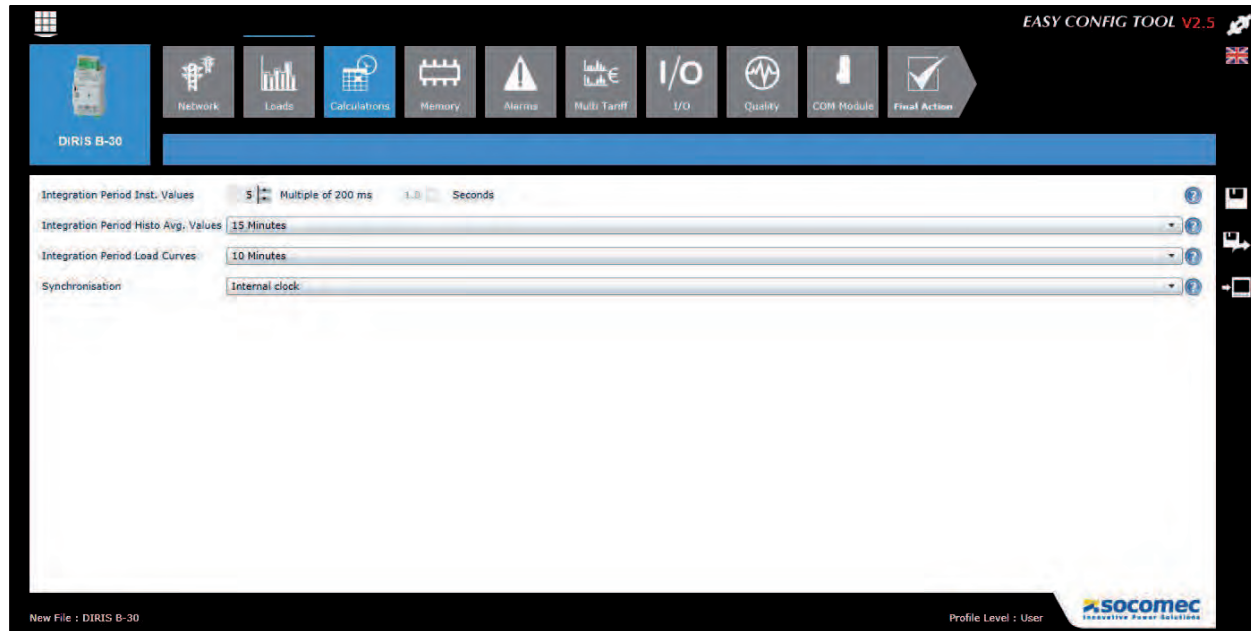 EASY CONFIG TOOL V2.5
DIRIS B-30
Network
Loads
Calculations
Memory
Alarms
Multi Tariff
I/O
I/O
Quality
COM Module
Final Action
Integration Period Inst. Values 5 Multiple of 200 ms 1.0 Seconds
Integration Period Histo Avg. Values 15 Minutes
Integration Period Load Curves 10 Minutes
Synchronisation Internal clock
New File : DIRIS B-30
Profile Level : User
socomec
Innovative Power Solutions